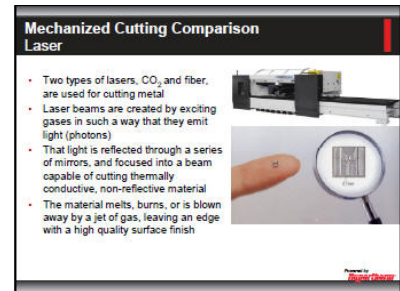 Mechanized Cutting Comparison
Laser
• Two types of lasers, CO₂ and fiber,
are used for cutting metal
• Laser beams are created by exciting
gases in such a way that they emit
light (photons)
• That light is reflected through a series
of mirrors, and focused into a beam
capable of cutting thermally
conductive, non-reflective material
• The material melts, burns, or is blown
away by a jet of gas, leaving an edge
with a high quality surface finish
Powered by
Hypertherm